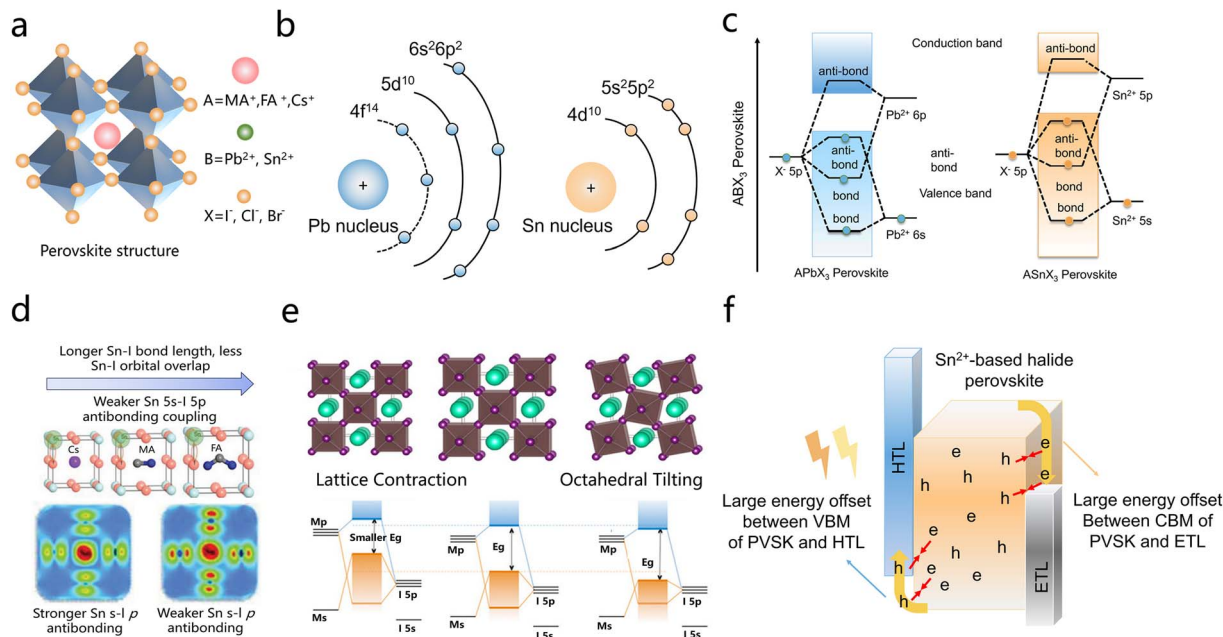 a
A=MA⁺,FA⁺,Cs⁺
B=Pb²⁺, Sn²⁺
X=I⁻, Cl⁻, Br⁻
Perovskite structure
b
6s²6p²
5d¹⁰
4f¹⁴
+
Pb nucleus
5s²5p²
4d¹⁰
+
Sn nucleus
c
ABX₃ Perovskite
Conduction band
anti-bond
Pb²⁺ 6p
anti-
bond
X⁻ 5p
bond
bond
Pb²⁺ 6s
APbX₃ Perovskite
anti-
bond
Valence band
anti-bond
Sn²⁺ 5p
anti-
bond
X⁻ 5p
bond
bond
Sn²⁺ 5s
ASnX₃ Perovskite
d
Longer Sn-I bond length, less
Sn-I orbital overlap
Weaker Sn 5s-I 5p
antibonding coupling
Cs
MA
FA
Stronger Sn s-I p
antibonding
Weaker Sn s-I p
antibonding
e
Lattice Contraction
Octahedral Tilting
Mp
Smaller Eg
I 5p
Ms
I 5s
Mp
Eg
I 5p
Ms
I 5s
Mp
Eg
I 5p
Ms
I 5s
f
Sn²⁺-based halide
perovskite
HTL
e
e
h
h
e
h
h
h
e
e
h
e
e
h
h
ETL
Large energy offset
between VBM
of PVSK and HTL
Large energy offset
Between CBM of
PVSK and ETL